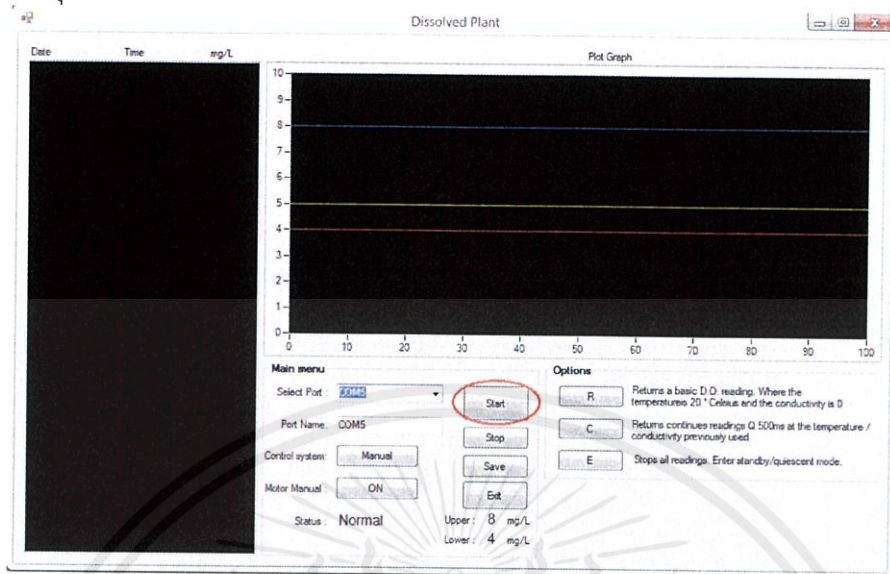 Dissolved Plant
Date Time mg/L
Plot Graph
10
9
8
7
6
5
4
3
2
1
0
0 10 20 30 40 50 60 70 80 90 100
Main menu
Select Port : COM5
Port Name: COM5
Control system: Manual
Motor Manual : ON
Status : Normal
Start
Stop
Save
Exit
Upper : 8 mg/L
Lower : 4 mg/L
Options
R Returns a basic D.O. reading. Where the
temperatureis 20 ° Celsius and the conductivity is 0
C Returns continues readings Q 500ms at the temperature /
conductivity previously used
E Stops all readings. Enter standby/quiescent mode.